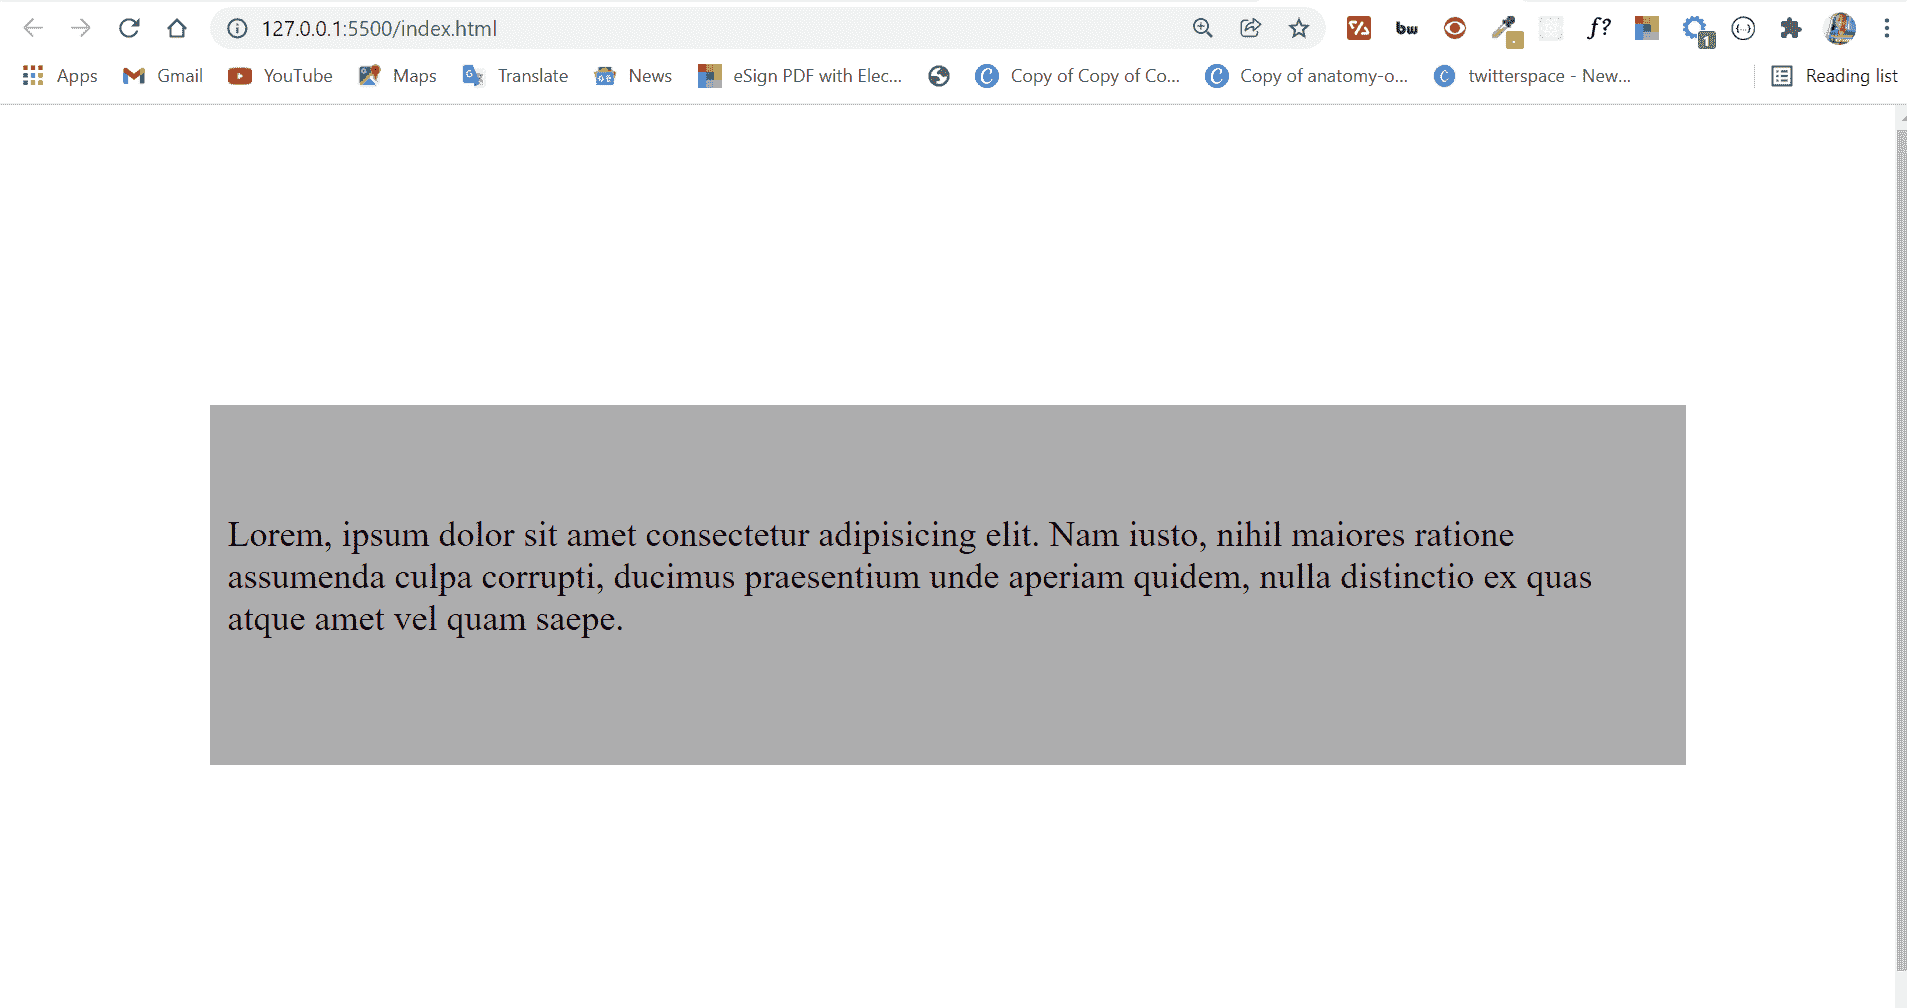 127.0.0.1:5500/index.html
bw
f?
1
Apps
Gmail
YouTube
Maps
Translate
News
eSign PDF with Elec...
Copy of Copy of Co...
Copy of anatomy-o...
twitterspace - New...
Reading list
Lorem, ipsum dolor sit amet consectetur adipisicing elit. Nam iusto, nihil maiores ratione
assumenda culpa corrupti, ducimus praesentium unde aperiam quidem, nulla distinctio ex quas
atque amet vel quam saepe.